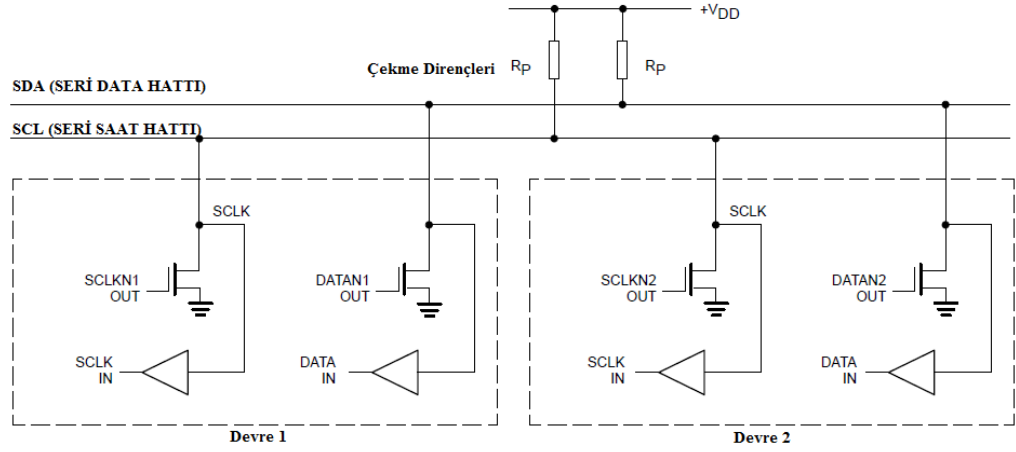 +VDD
Çekme Dirençleri
RP
RP
SDA (SERİ DATA HATTI)
SCL (SERİ SAAT HATTI)
SCLK
SCLK
SCLKN1
OUT
DATAN1
OUT
SCLKN2
OUT
DATAN2
OUT
SCLK
IN
DATA
IN
SCLK
IN
DATA
IN
Devre 1
Devre 2